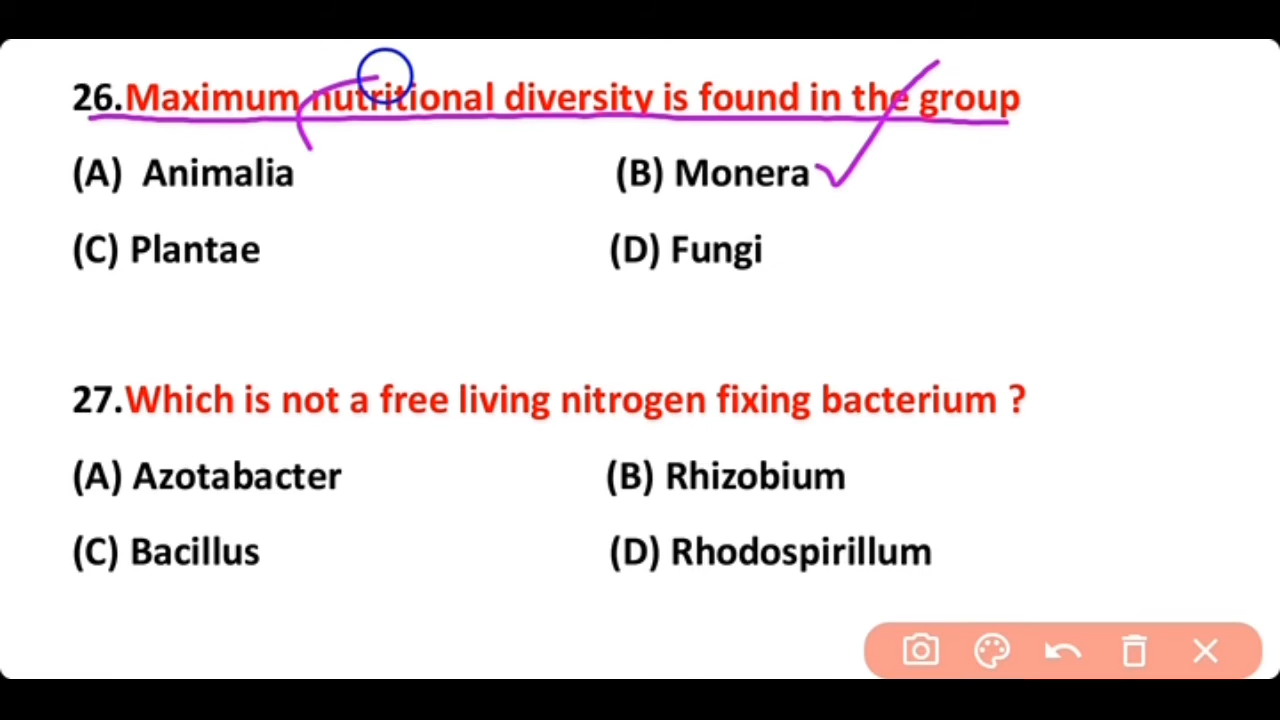 26.Maximum nutritional diversity is found in the group
(A) Animalia (B) Monera
(C) Plantae (D) Fungi
27.Which is not a free living nitrogen fixing bacterium ?
(A) Azotabacter (B) Rhizobium
(C) Bacillus (D) Rhodospirillum